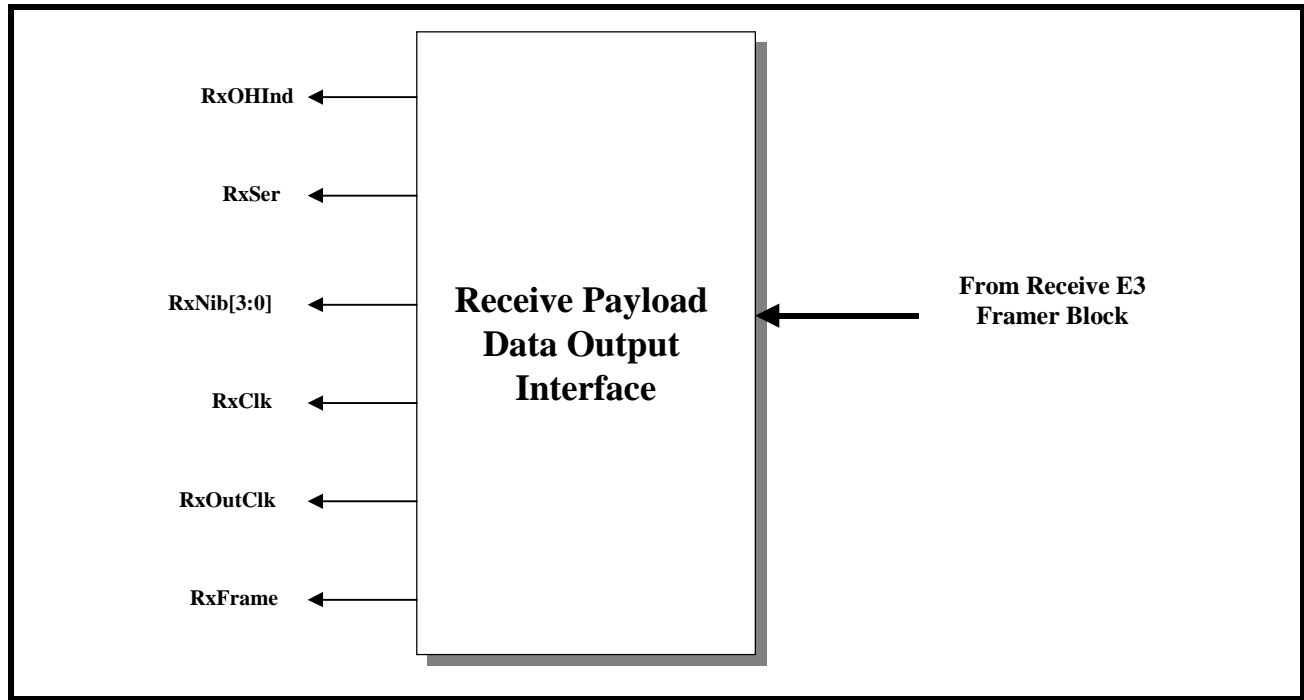 RxOHInd
RxSer
RxNib[3:0]
RxClk
RxOutClk
RxFrame
Receive Payload
Data Output
Interface
From Receive E3
Framer Block